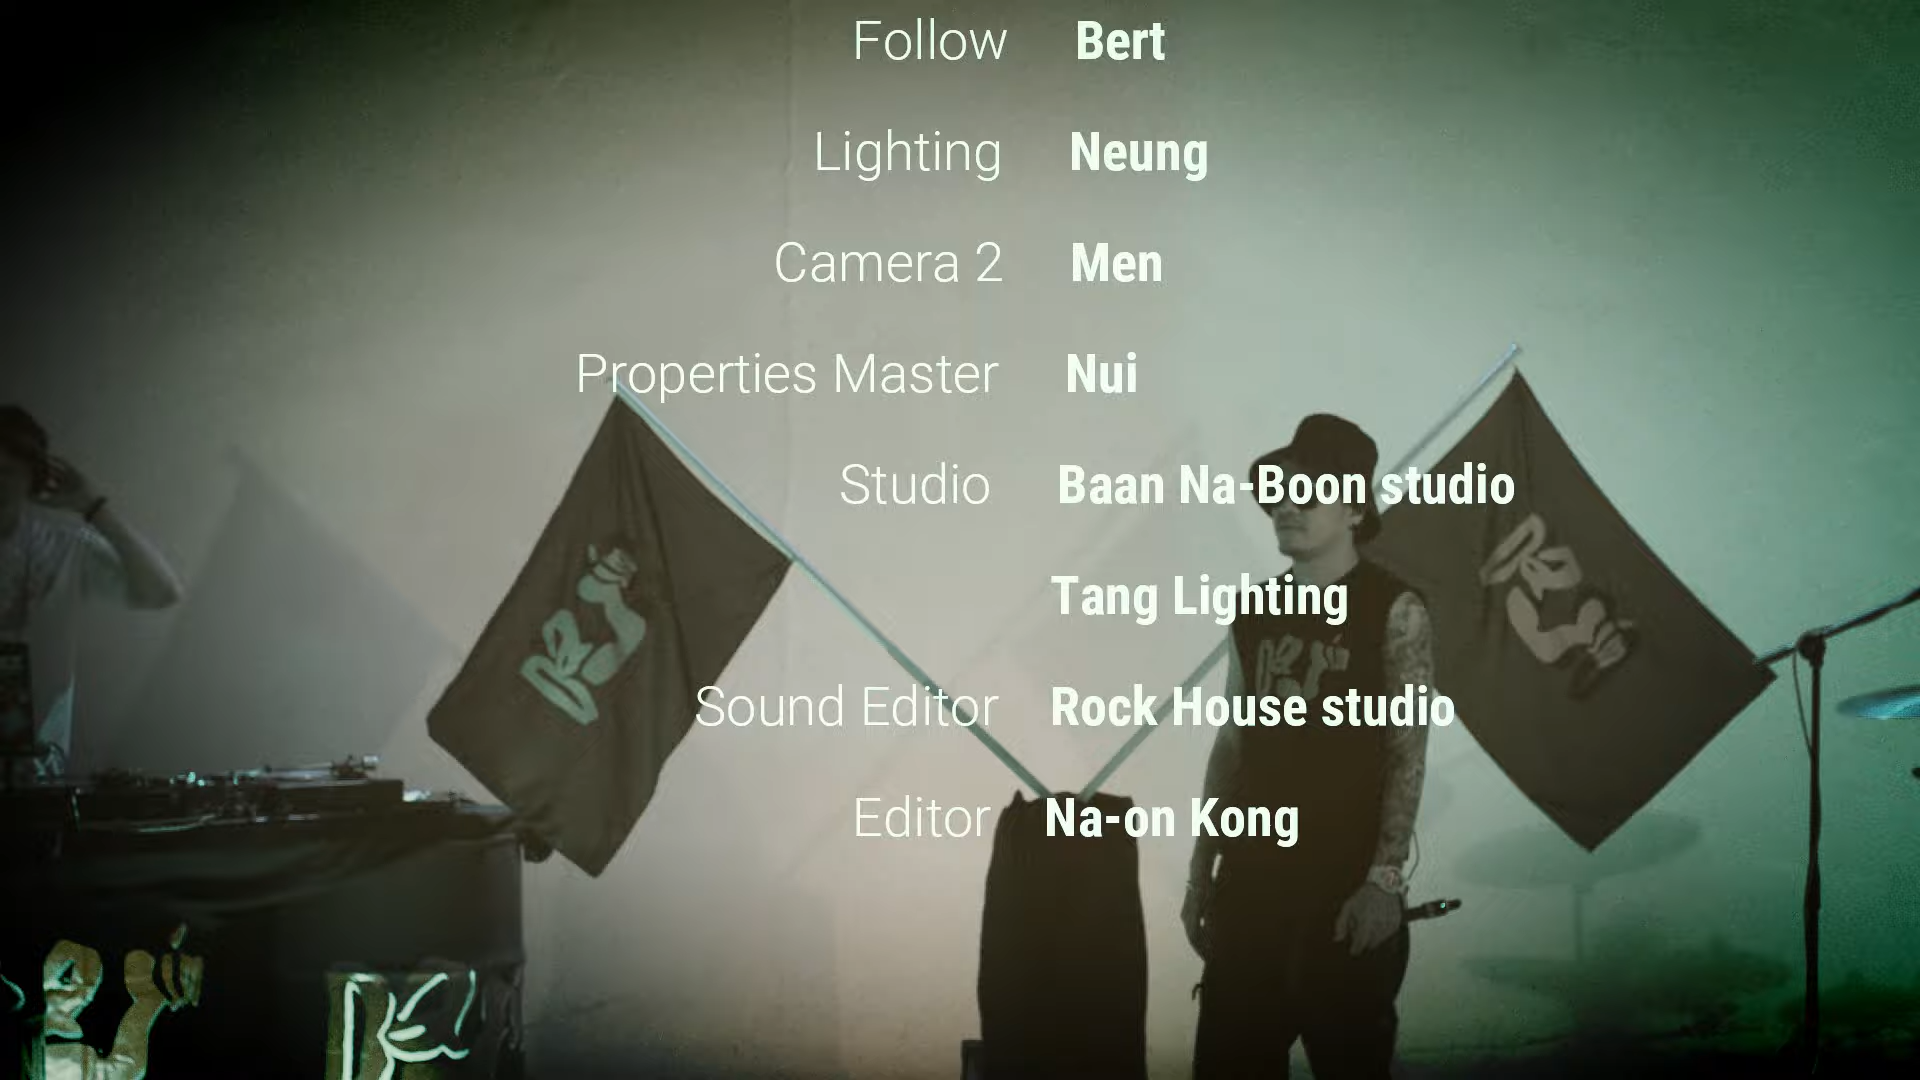 Follow Bert
Lighting Neung
Camera 2 Men
Properties Master Nui
Studio Baan Na-Boon studio
Tang Lighting
Sound Editor Rock House studio
Editor Na-on Kong